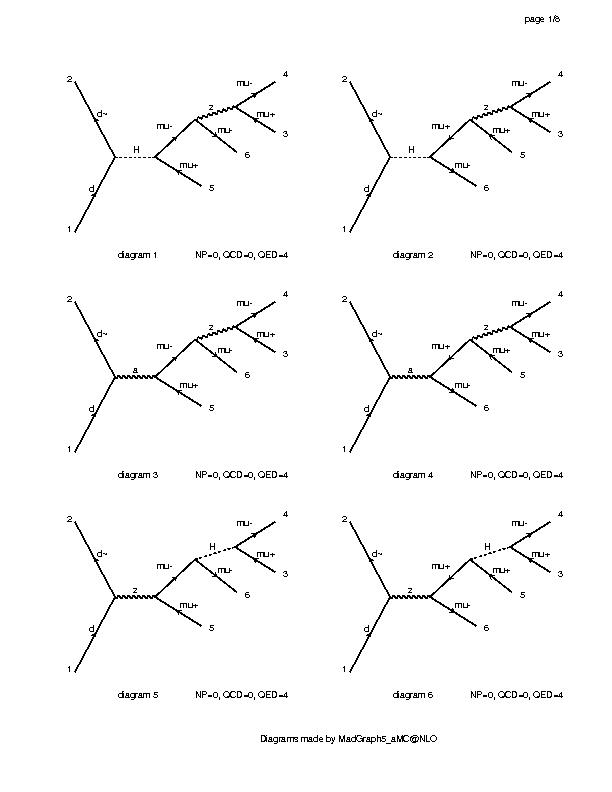 page 1/8
2 4 2 4
mu- mu-
d~ z mu+ d~ z mu+
mu- mu- 3 mu+ mu+ 3
H 6 H 5
mu+ mu-
d 5 d 6
1 1
diagram 1 NP=0, QCD=0, QED=4 diagram 2 NP=0, QCD=0, QED=4
2 4 2 4
mu- mu-
d~ z mu+ d~ z mu+
mu- mu- 3 mu+ mu+ 3
a 6 a 5
mu+ mu-
d 5 d 6
1 1
diagram 3 NP=0, QCD=0, QED=4 diagram 4 NP=0, QCD=0, QED=4
2 4 2 4
mu- mu-
d~ H mu+ d~ H mu+
mu- mu- 3 mu+ mu+ 3
z 6 z 5
mu+ mu-
d 5 d 6
1 1
diagram 5 NP=0, QCD=0, QED=4 diagram 6 NP=0, QCD=0, QED=4
Diagrams made by MadGraph5_aMC@NLO